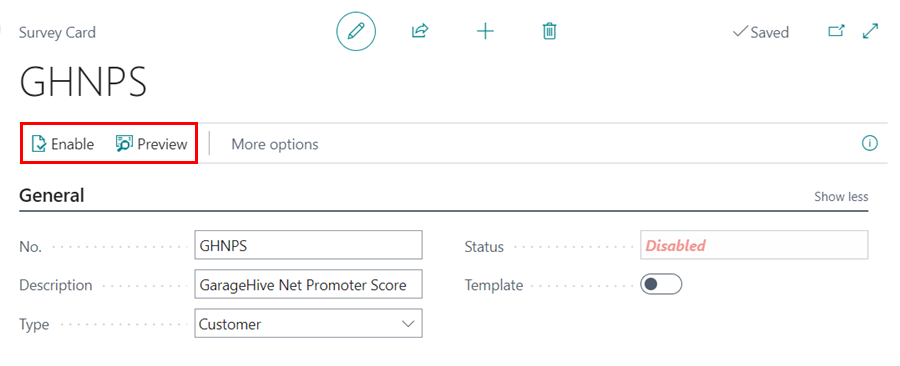 Survey Card
Saved
GHNPS
Enable Preview More options
General Show less
No. GHNPS Status Disabled
Description GarageHive Net Promoter Score Template
Type Customer